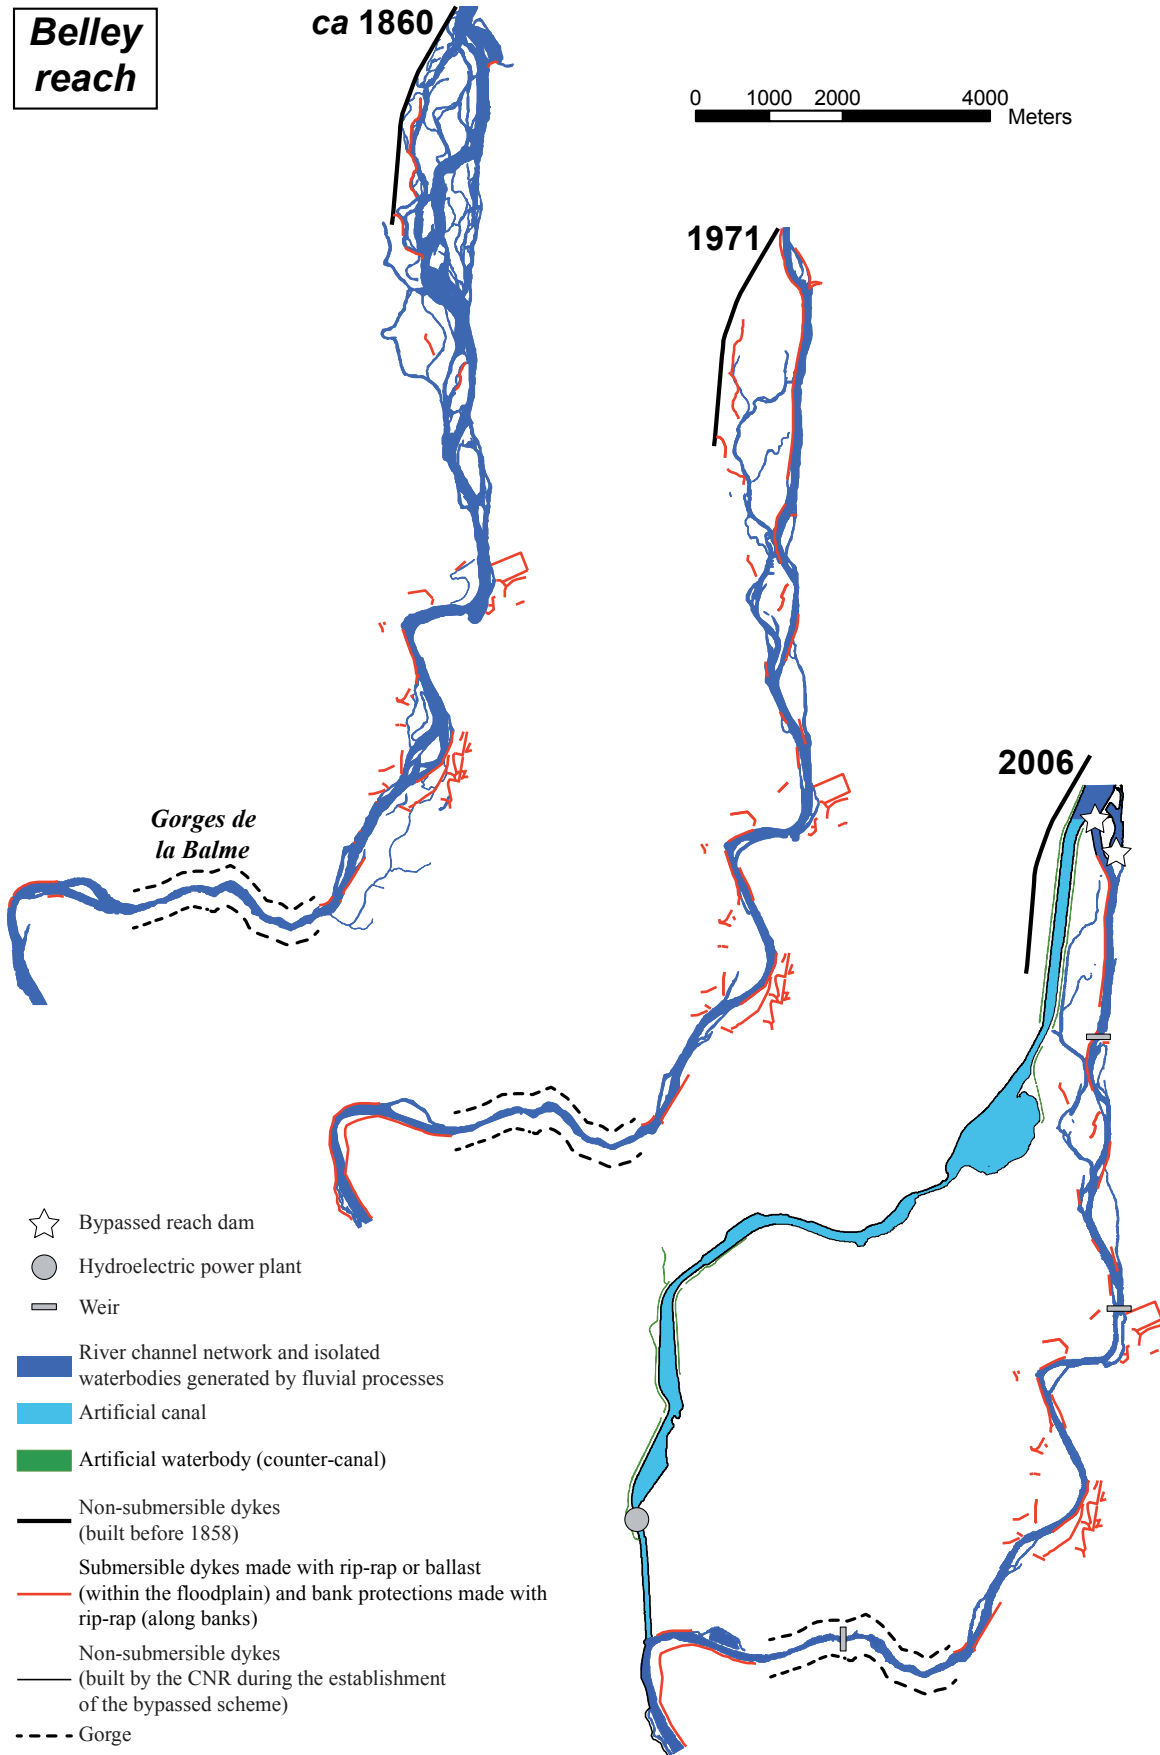 Belley
reach
ca 1860
0 1000 2000 4000
Meters
1971
2006
Gorges de
la Balme
Bypassed reach dam
Hydroelectric power plant
Weir
River channel network and isolated
waterbodies generated by fluvial processes
Artificial canal
Artificial waterbody (counter-canal)
Non-submersible dykes
(built before 1858)
Submersible dykes made with rip-rap or ballast
(within the floodplain) and bank protections made with
rip-rap (along banks)
Non-submersible dykes
(built by the CNR during the establishment
of the bypassed scheme)
Gorge